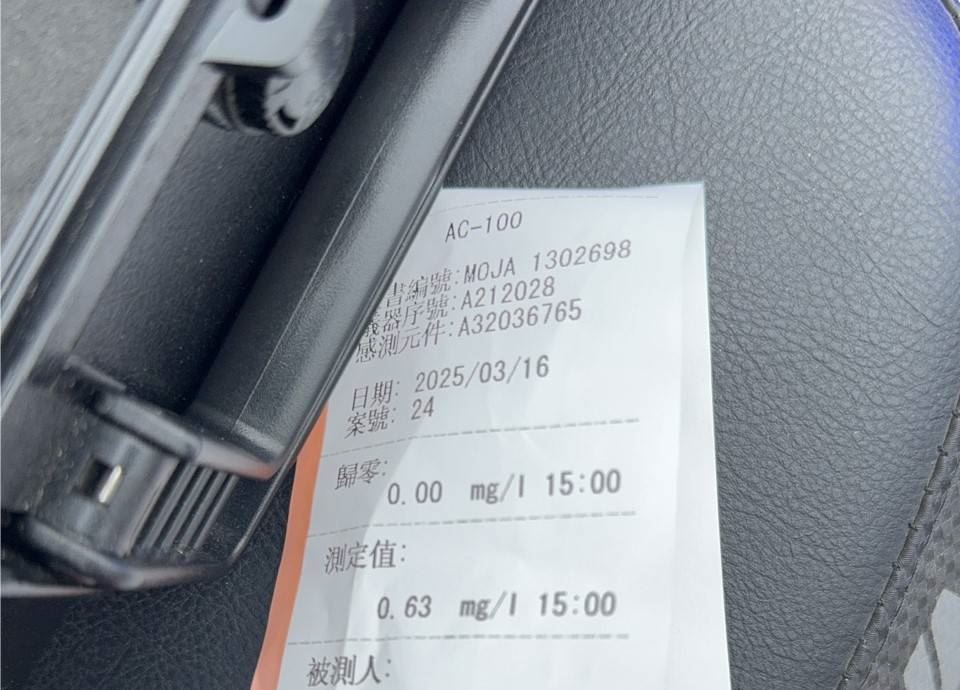 AC-100
書編號:MOJA 1302698
器序號:A212028
感測元件:A32036765
日期: 2025/03/16
案號: 24
歸零:
0.00 mg/l 15:00
測定值:
0.63 mg/l 15:00
被測人: